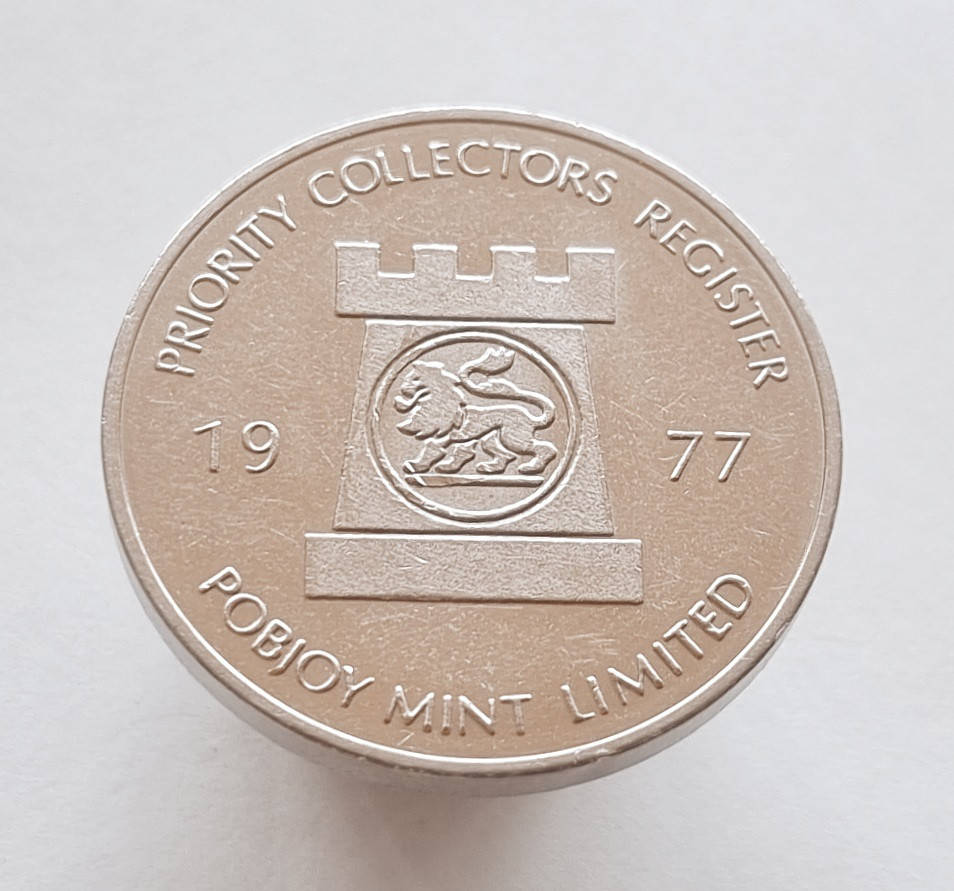 PRIORITY COLLECTORS REGISTER
19 77
POBJOY MINT LIMITED